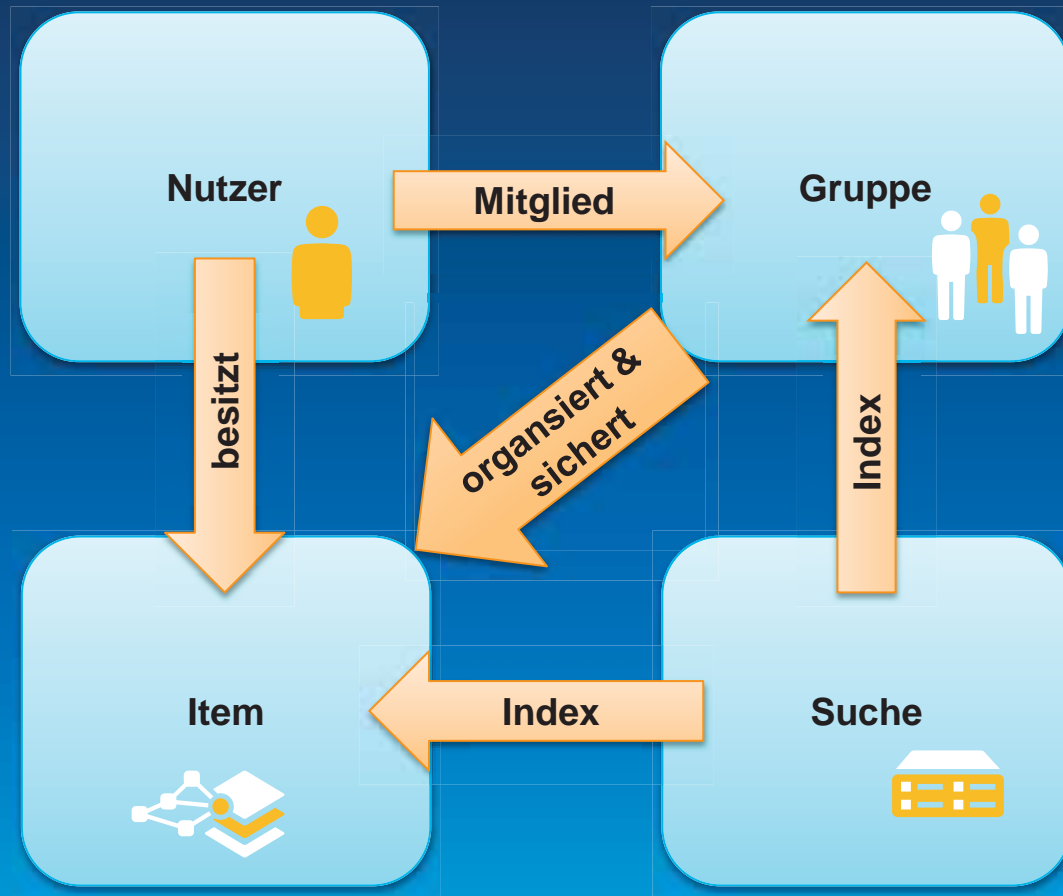 Nutzer
Mitglied
Gruppe
besitzt
organsiert &
sichert
Index
Item
Index
Suche